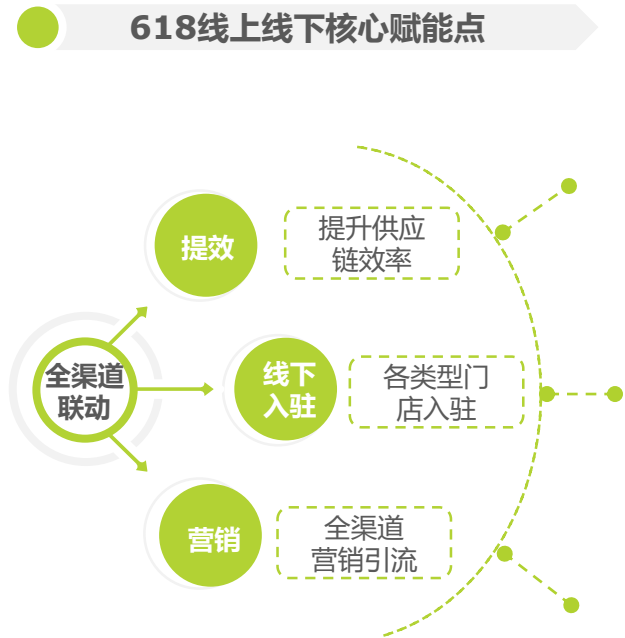 618线上线下核心赋能点
提效
提升供应
链效率
全渠道
联动
线下
入驻
各类型门
店入驻
营销
全渠道
营销引流